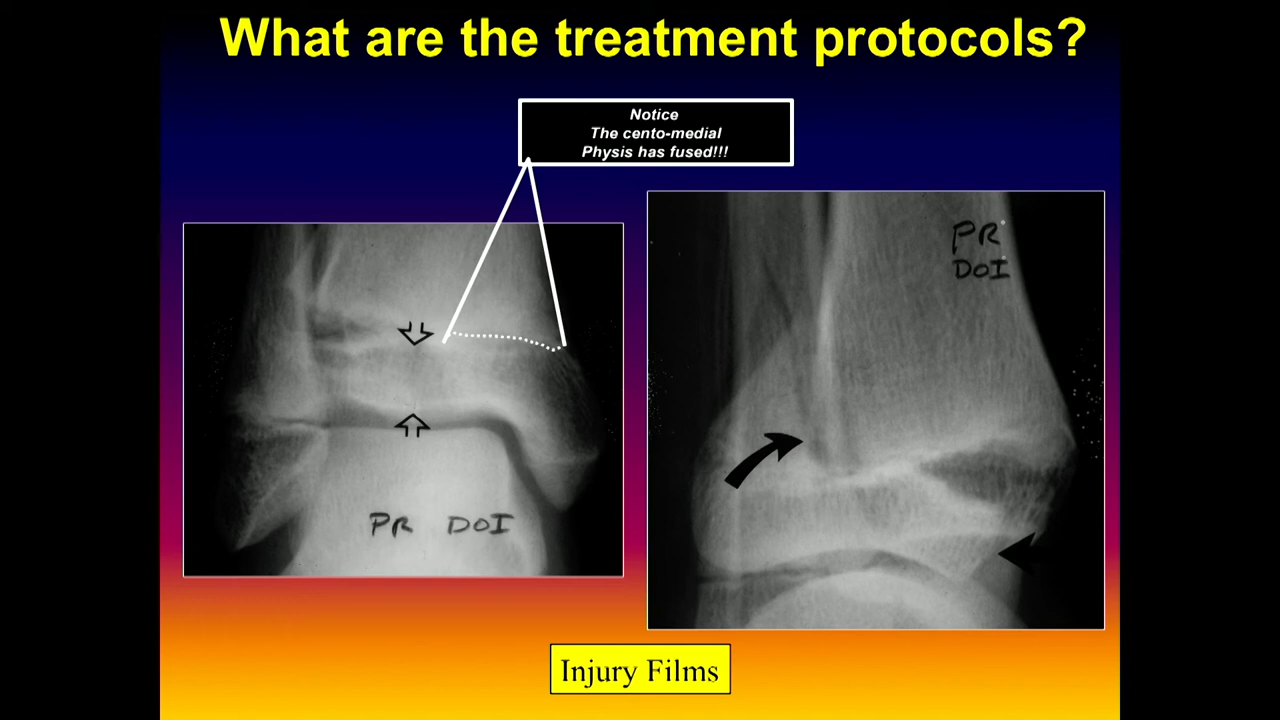 What are the treatment protocols?
Notice
The cento-medial
Physis has fused!!!
PR
DOI
PR DOI
Injury Films